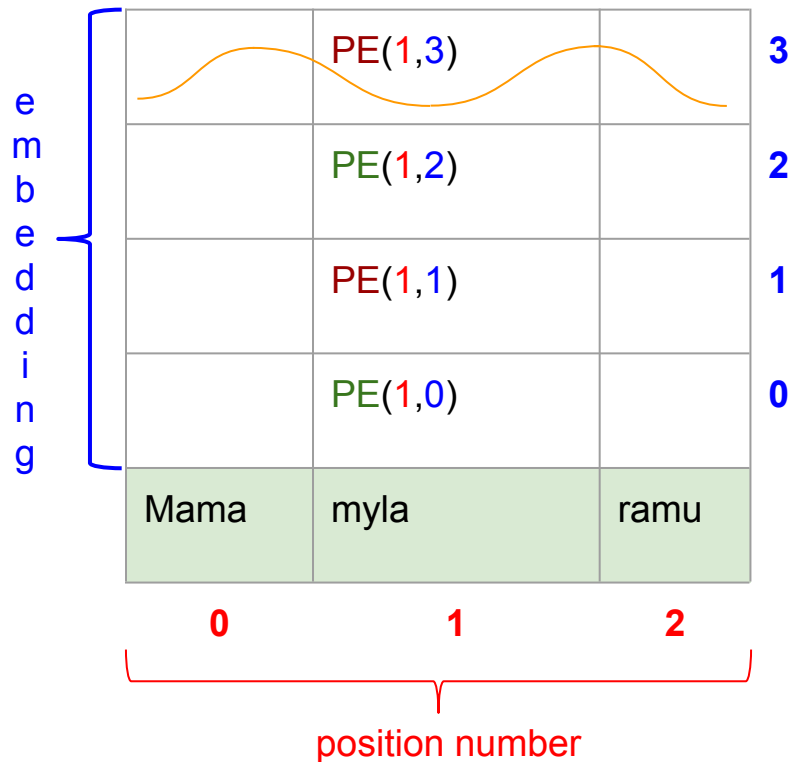 embedding
PE(1,3) 3
PE(1,2) 2
PE(1,1) 1
PE(1,0) 0
Mama myla ramu
0 1 2
position number